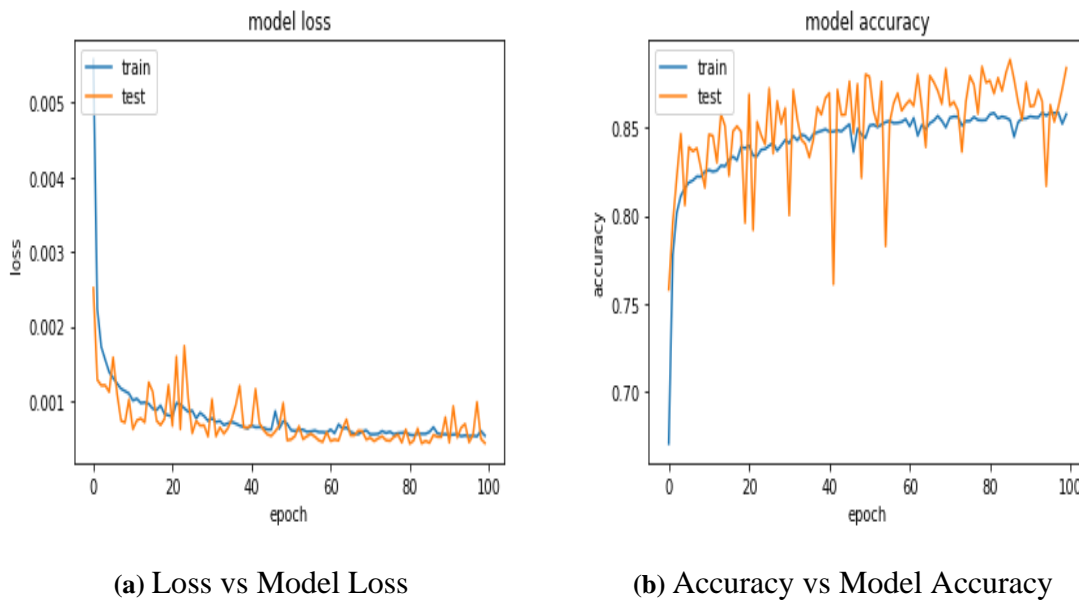 model loss
train
test
0.005
0.004
0.003
0.002
0.001
loss
0
20
40
60
80
100
epoch
model accuracy
train
test
0.85
0.80
0.75
0.70
accuracy
0
20
40
60
80
100
epoch
(a) Loss vs Model Loss
(b) Accuracy vs Model Accuracy